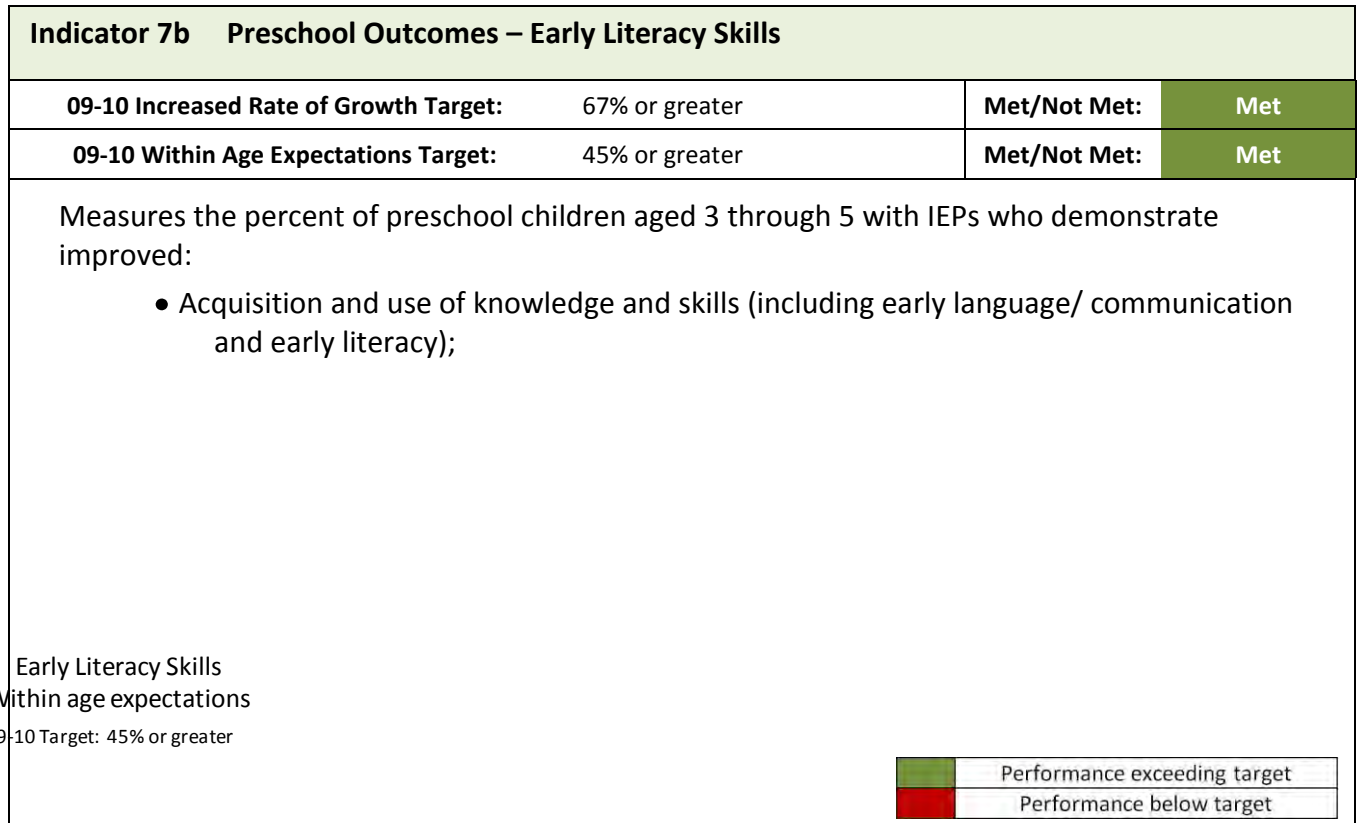 Indicator 7b Preschool Outcomes – Early Literacy Skills
09-10 Increased Rate of Growth Target: 67% or greater Met/Not Met: Met
09-10 Within Age Expectations Target: 45% or greater Met/Not Met: Met
Measures the percent of preschool children aged 3 through 5 with IEPs who demonstrate
improved:
• Acquisition and use of knowledge and skills (including early language/ communication
and early literacy);
Early Literacy Skills
Within age expectations
9-10 Target: 45% or greater
Performance exceeding target
Performance below target